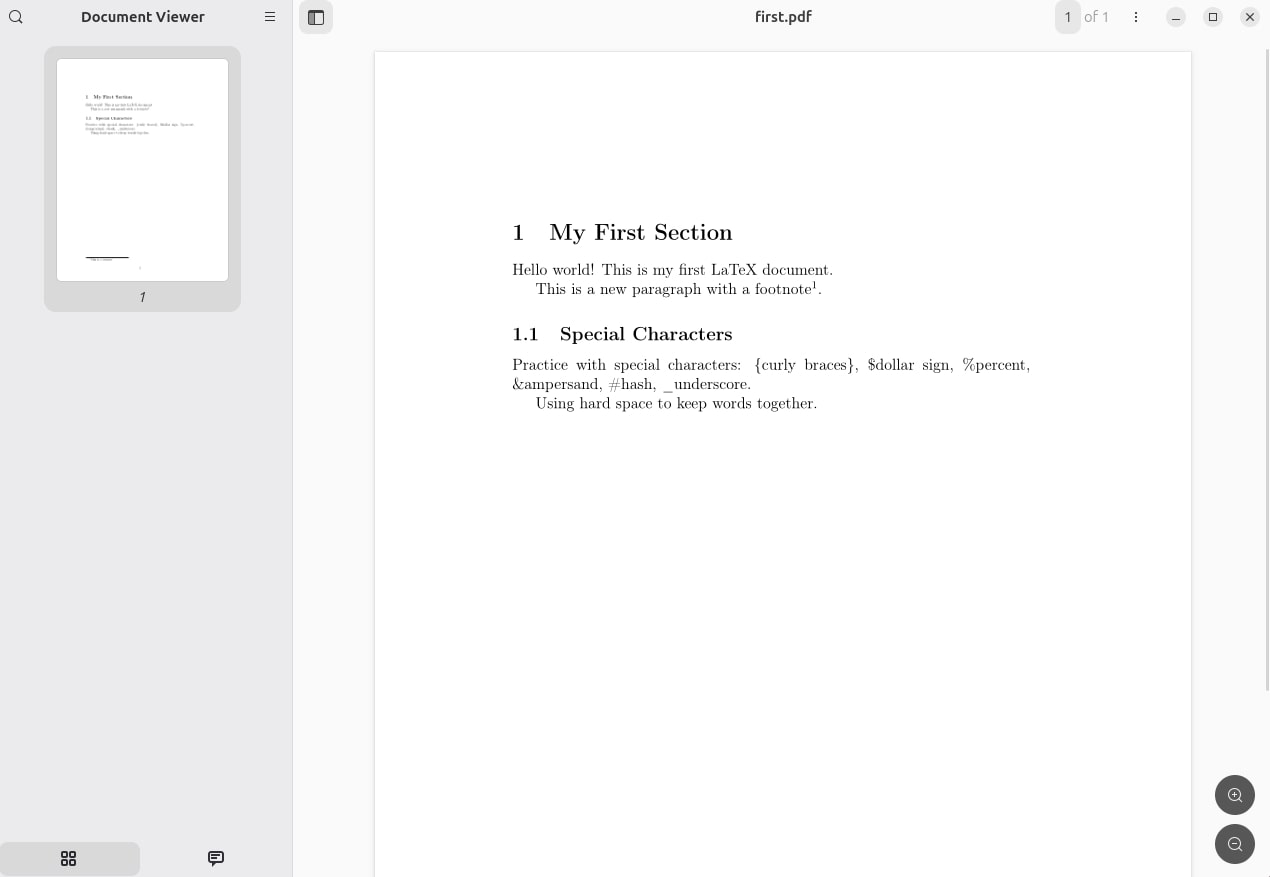 Document Viewer
first.pdf
1 of 1
1
1 My First Section
Hello world! This is my first LaTeX document.
This is a new paragraph with a footnote¹.
1.1 Special Characters
Practice with special characters: {curly braces}, $dollar sign, %percent,
&ampersand, #hash, _underscore.
Using hard space to keep words together.